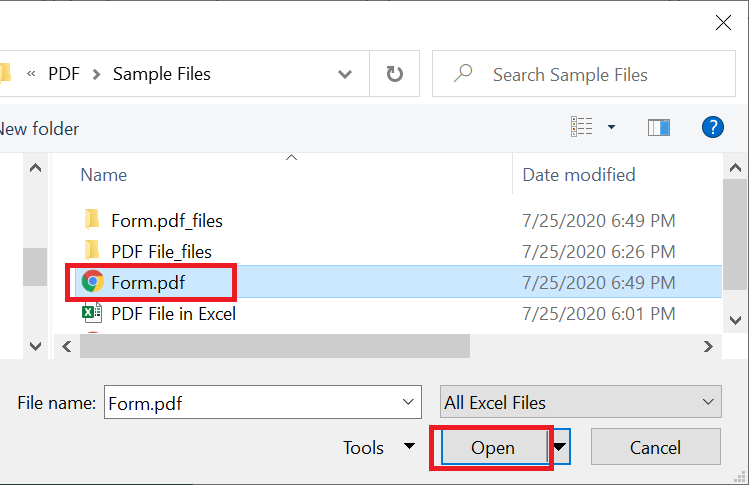 « PDF > Sample Files
Search Sample Files
New folder
?
Name
Date modified
Form.pdf_files
7/25/2020 6:49 PM
PDF File_files
7/25/2020 6:26 PM
Form.pdf
7/25/2020 6:49 PM
PDF File in Excel
7/25/2020 6:01 PM
File name:
Form.pdf
All Excel Files
Tools
Open
Cancel